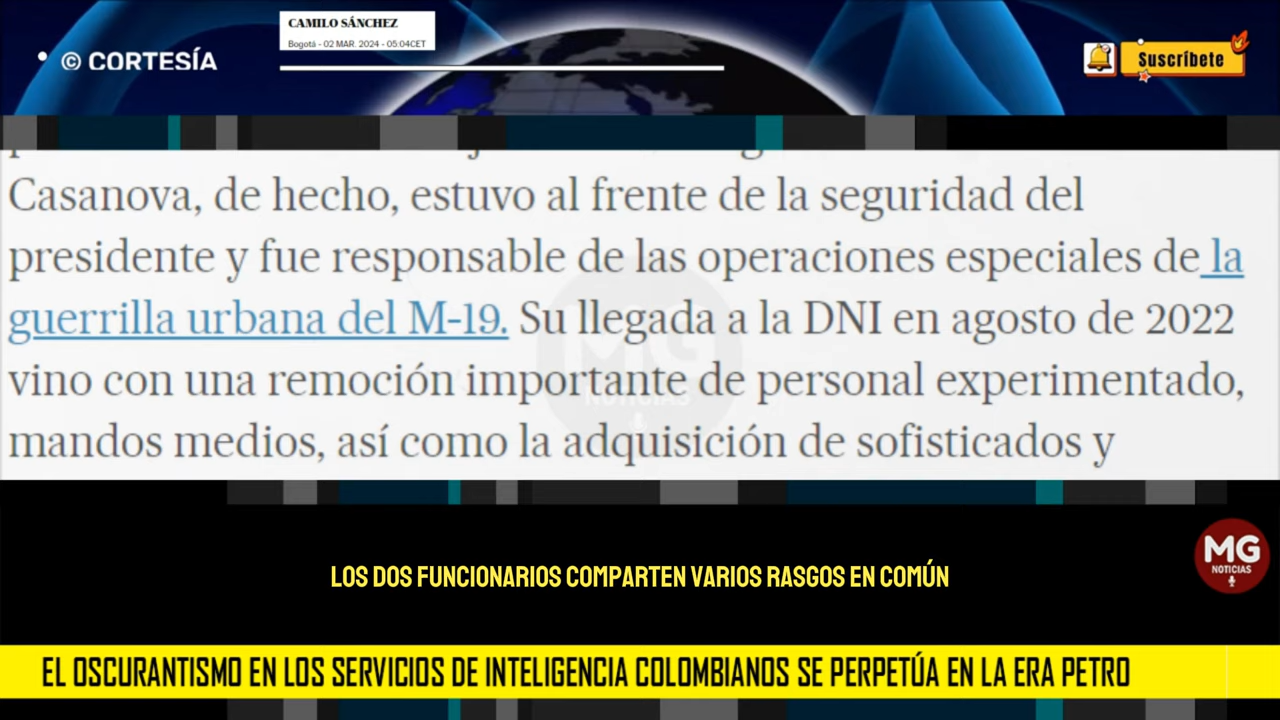 CAMILO SÁNCHEZ
Bogotá - 02 MAR. 2024 - 05:04CET
© CORTESÍA
Suscríbete
Casanova, de hecho, estuvo al frente de la seguridad del
presidente y fue responsable de las operaciones especiales de la
guerrilla urbana del M-19. Su llegada a la DNI en agosto de 2022
vino con una remoción importante de personal experimentado,
mandos medios, así como la adquisición de sofisticados y
MG
NOTICIAS
LOS DOS FUNCIONARIOS COMPARTEN VARIOS RASGOS EN COMÚN
MG
NOTICIAS
EL OSCURANTISMO EN LOS SERVICIOS DE INTELIGENCIA COLOMBIANOS SE PERPETÚA EN LA ERA PETRO